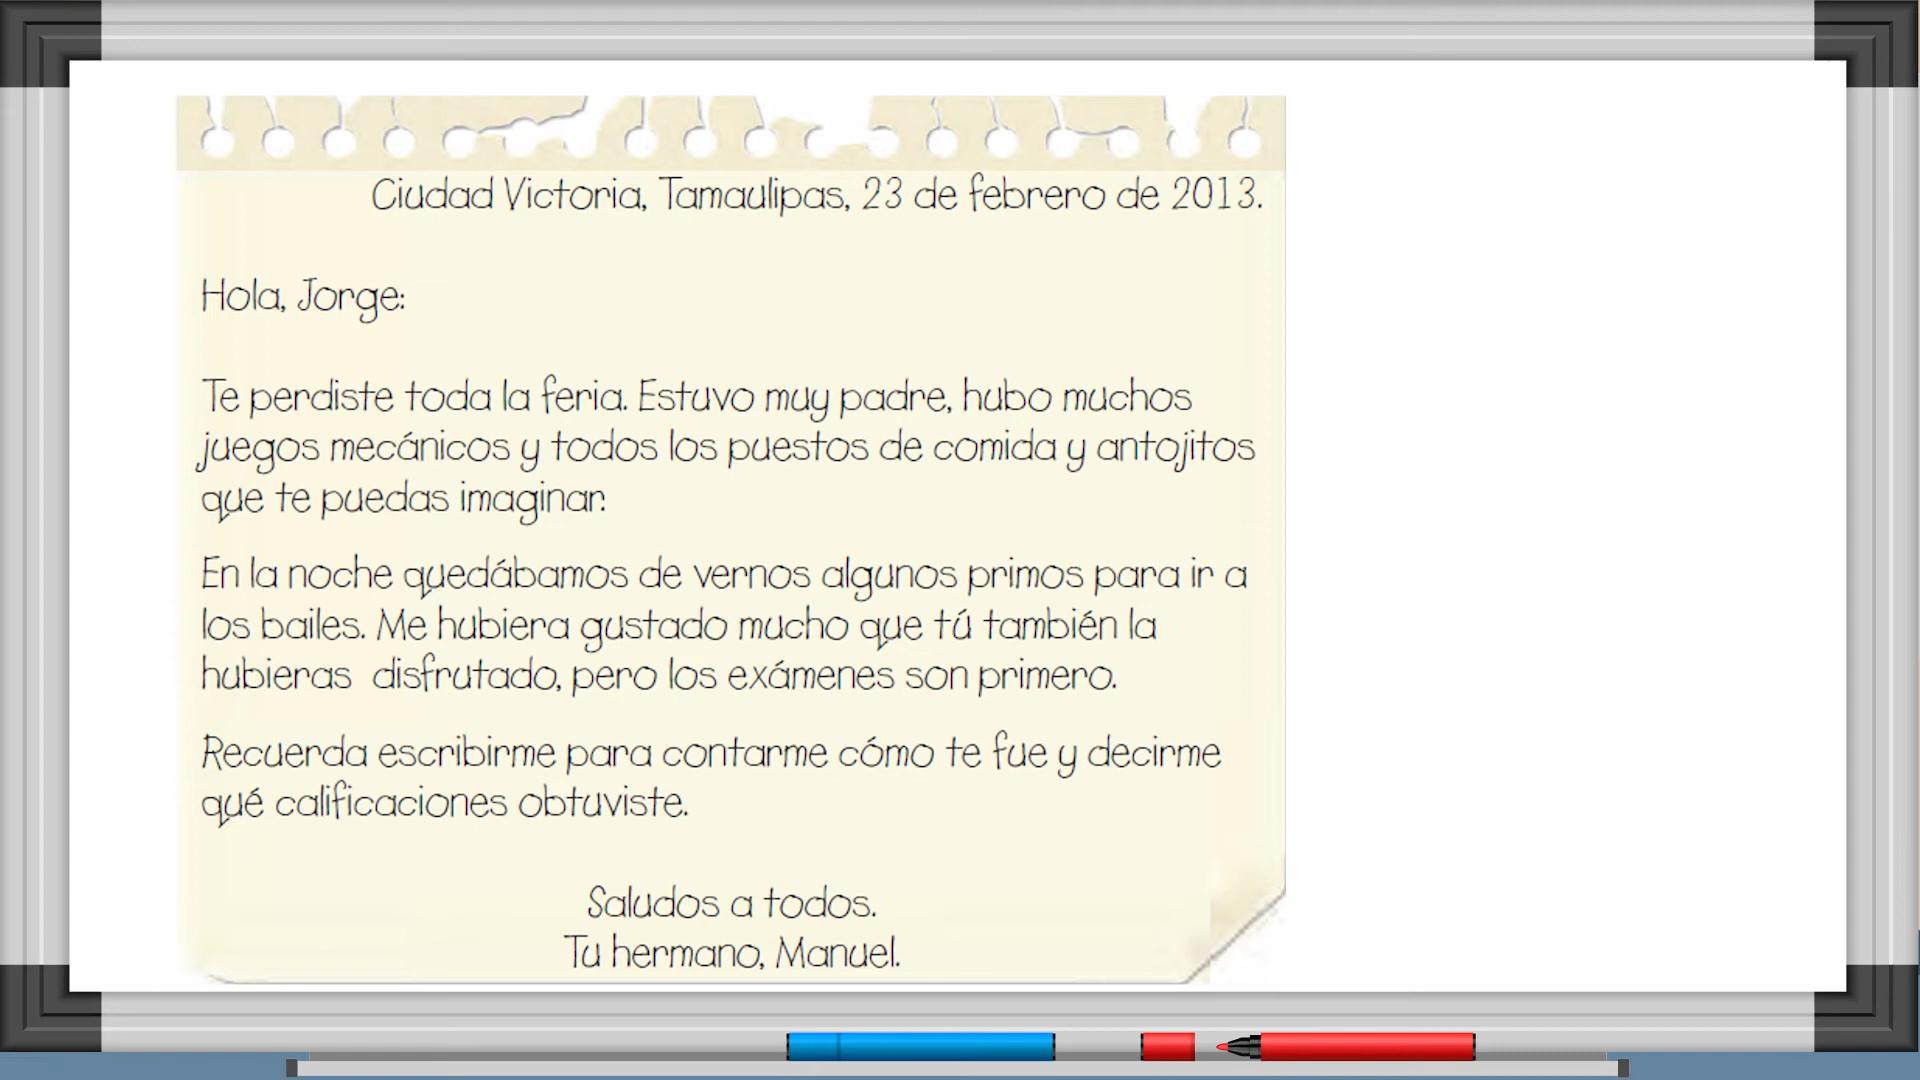 Ciudad Victoria, Tamaulipas, 23 de febrero de 2013.
Hola, Jorge:
Te perdiste toda la feria. Estuvo muy padre, hubo muchos
juegos mecánicos y todos los puestos de comida y antojitos
que te puedas imaginar.
En la noche quedábamos de vernos algunos primos para ir a
los bailes. Me hubiera gustado mucho que tú también la
hubieras disfrutado, pero los exámenes son primero.
Recuerda escribirme para contarme cómo te fue y decirme
qué calificaciones obtuviste.
Saludos a todos.
Tu hermano, Manuel.